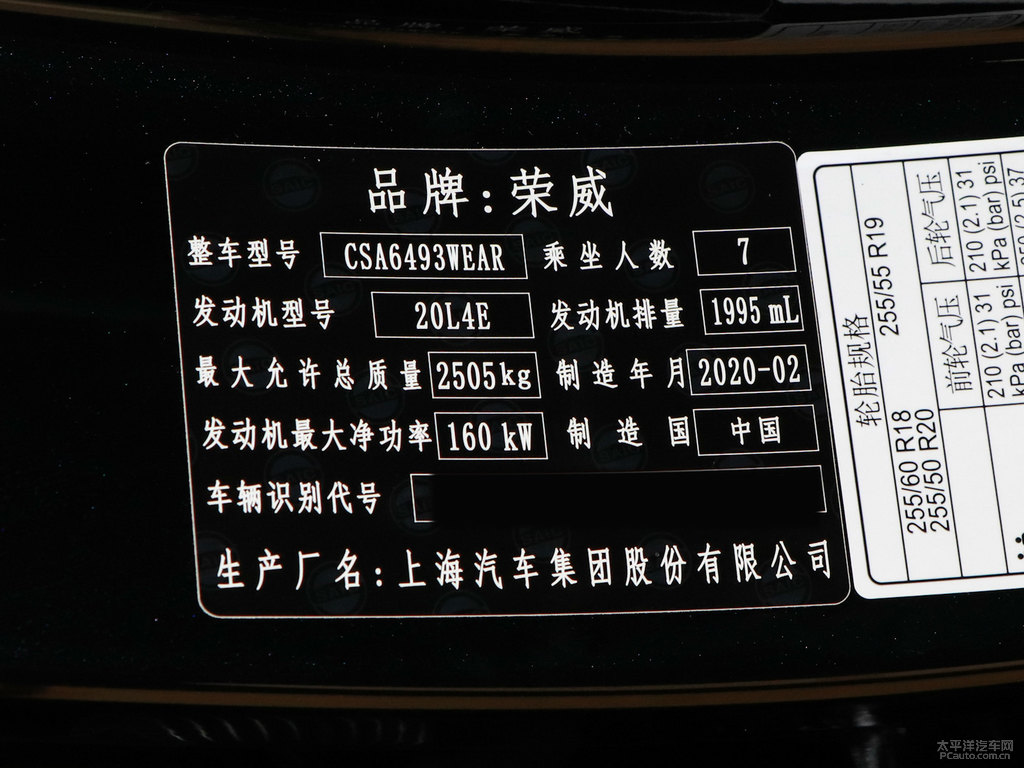 品牌:荣威
整车型号 CSA6493WEAR 乘坐人数 7
发动机型号 20L4E 发动机排量 1995 mL
最大允许总质量 2505kg 制造年月 2020-02
发动机最大净功率 160 kW 制造国 中国
车辆识别代号
生产厂名:上海汽车集团股份有限公司
轮胎规格
255/60 R18 255/55 R19
255/50 R20
前轮气压 后轮气压
210 (2.1) 31 210 (2.1) 31
kPa (bar) psi kPa (bar) psi
太平洋汽车网
PCauto.com.cn